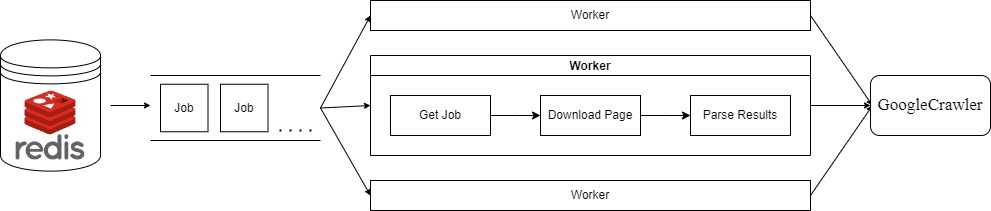 redis
Job
Job
....
Worker
Worker
Get Job
Download Page
Parse Results
Worker
GoogleCrawler